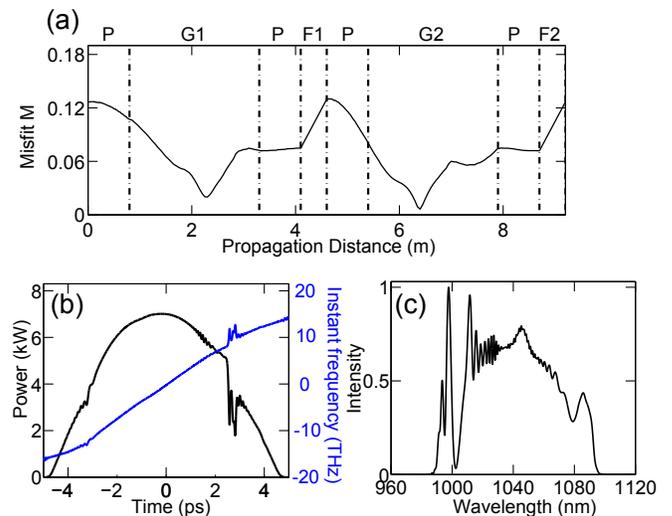 (a)
P G1 P F1 P G2 P F2
0.18
0.12
0.06
0
Misfit M
0 2 4 6 8
Propagation Distance (m)
(b)
8
6
4
2
0
Power (kW)
20
10
0
-10
-20
Instant frequency (THz)
−4 −2 0 2 4
Time (ps)
(c)
1
0.5
0
Intensity
960 1000 1040 1080 1120
Wavelength (nm)